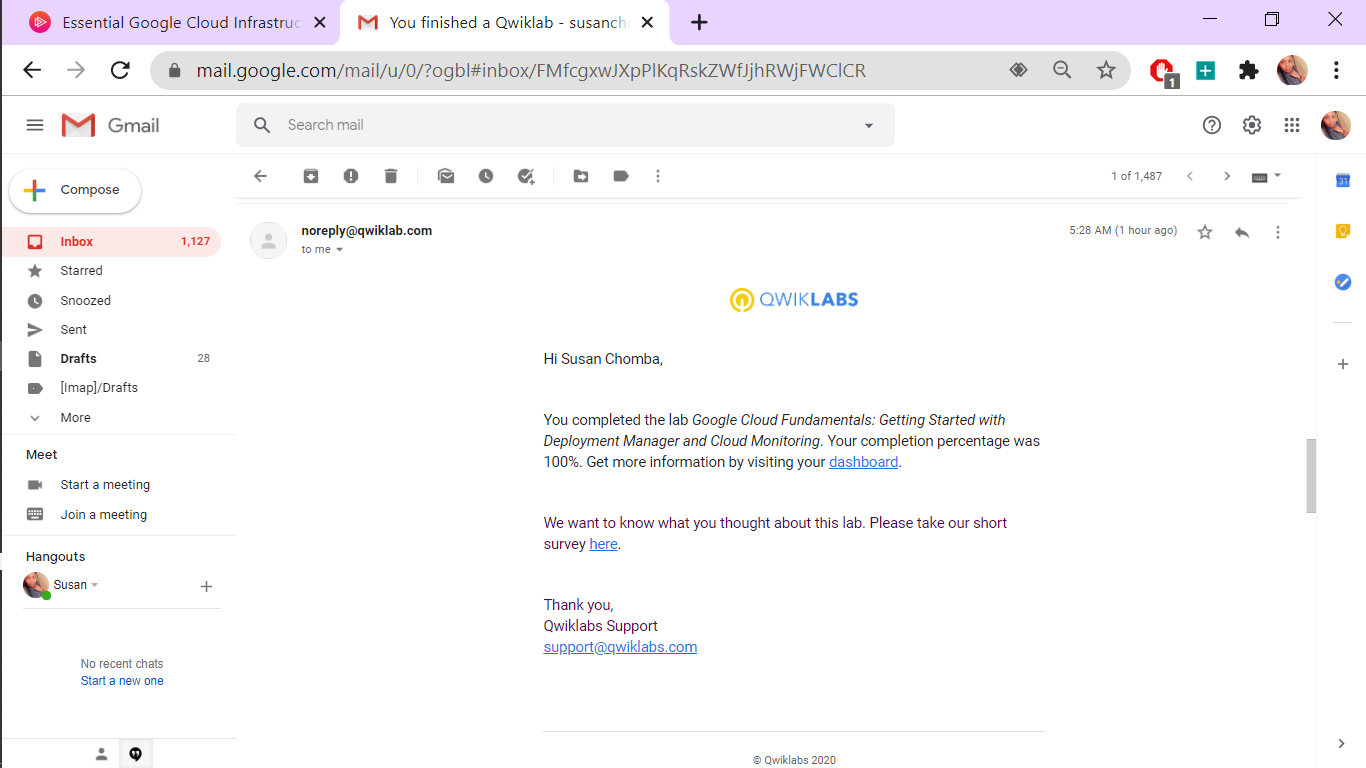 Essential Google Cloud Infrastruc
You finished a Qwiklab - susanch
mail.google.com/mail/u/0/?ogbl#inbox/FMfcgxwJXpPlKqRskZWfJjhRWjFWClCR
1
Gmail
Search mail
Compose
1 of 1,487
31
Inbox 1,127
Starred
Snoozed
Sent
Drafts 28
[Imap]/Drafts
More
Meet
Start a meeting
Join a meeting
Hangouts
Susan
No recent chats
Start a new one
noreply@qwiklab.com
5:28 AM (1 hour ago)
to me
QWIKLABS
Hi Susan Chomba,
You completed the lab Google Cloud Fundamentals: Getting Started with
Deployment Manager and Cloud Monitoring. Your completion percentage was
100%. Get more information by visiting your dashboard.
We want to know what you thought about this lab. Please take our short
survey here.
Thank you,
Qwiklabs Support
support@qwiklabs.com
© Qwiklabs 2020